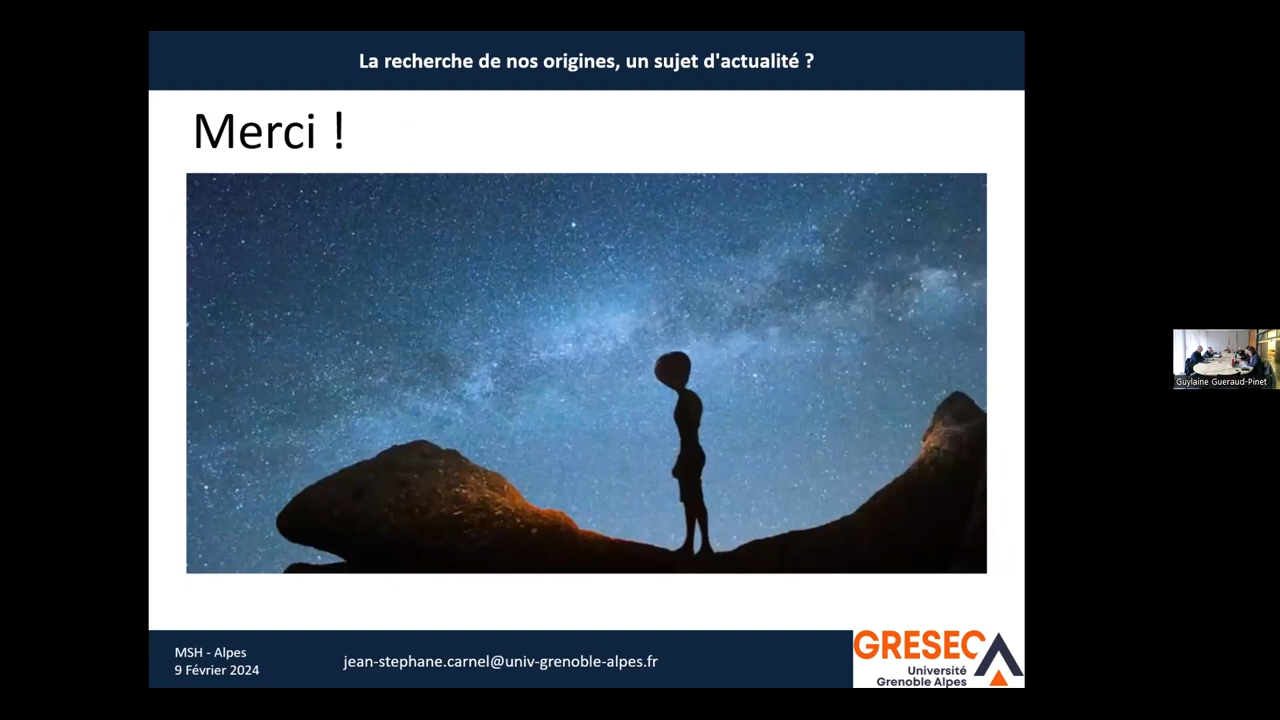 La recherche de nos origines, un sujet d'actualité ?
Merci !
Guylaine Gueraud-Pinet
MSH - Alpes
9 Février 2024
jean-stephane.carnel@univ-grenoble-alpes.fr
GRESEC
Université
Grenoble Alpes